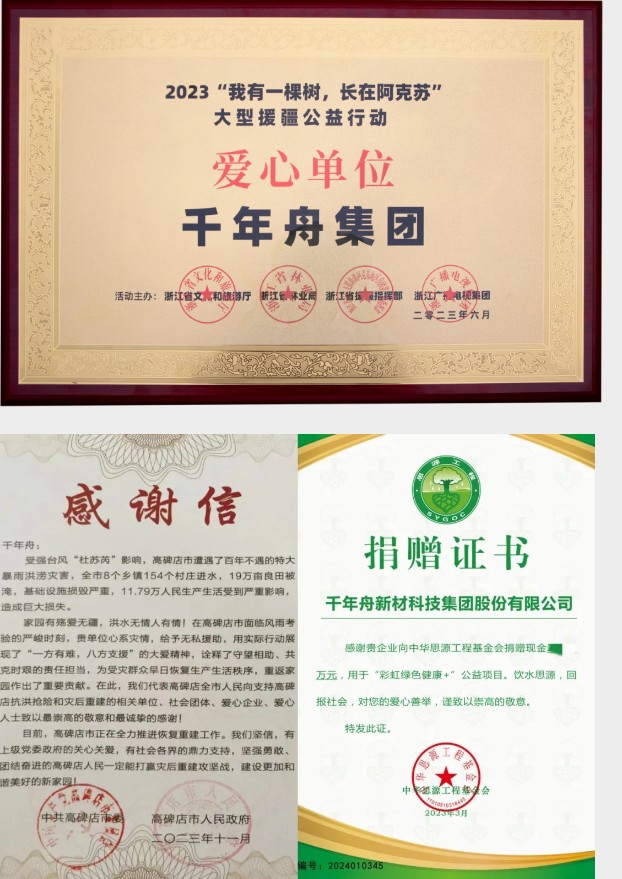 2023“我有一棵树，长在阿克苏”
大型援疆公益行动
爱心单位
千年舟集团
活动主办：浙江省文化和旅游厅 浙江省林业局 浙江省援疆指挥部 浙江广播电视集团
二〇二三年六月
感谢信
千年舟：
受强台风“杜苏芮”影响，高碑店市遭遇了百年不遇的特大
暴雨洪涝灾害，全市8个乡镇154个村庄进水，19万亩良田被
淹，基础设施损毁严重，11.79万人民生产生活受到严重影响，
造成巨大损失。
家园有殇爱无疆，洪水无情人有情！在高碑店市面临风雨考
验的严峻时刻，贵单位心系灾情，给予无私援助，用实际行动展
现了“一方有难，八方支援”的大爱精神，诠释了守望相助、共
克时艰的责任担当，为受灾群众早日恢复生产生活秩序，重返家
园作出了重要贡献。在此，我们代表高碑店全市人民向支持高碑
店抗洪抢险和灾后重建的相关单位、社会团体、爱心企业、爱心
人士致以最崇高的敬意和最诚挚的感谢！
目前，高碑店市正在全力推进恢复重建工作。我们坚信，有
上级党委政府的关心关爱，有社会各界的鼎力支持，坚强勇敢、
团结奋进的高碑店人民一定能打赢灾后重建攻坚战，建设更加和
谐美好的新家园！
中共高碑店市委 高碑店市人民政府
二〇二三年十一月
思源工程
SYGOC
捐赠证书
千年舟新材科技集团股份有限公司
感谢贵企业向中华思源工程基金会捐赠现金
万元，用于“彩虹绿色健康+”公益项目。饮水思源，回
报社会，对您的爱心善举，谨致以崇高的敬意。
特发此证。
中华思源工程基金会
2023年3月
编号：2024010345